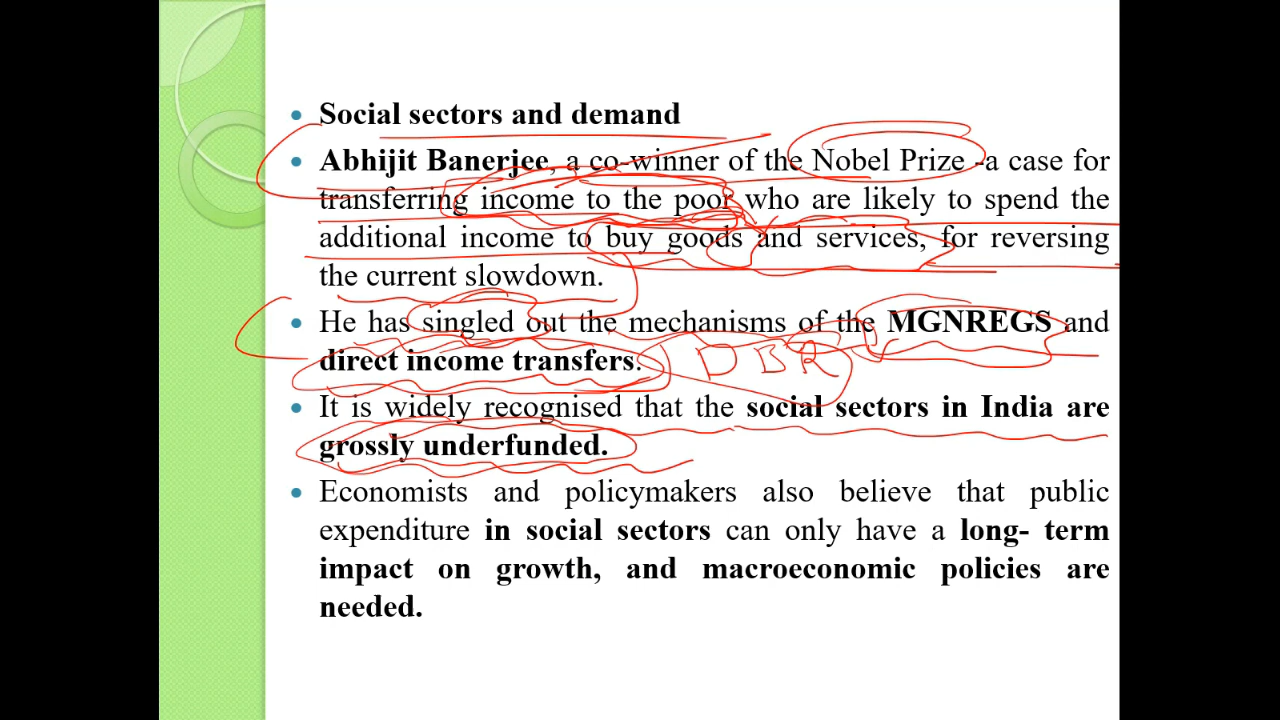 Social sectors and demand
Abhijit Banerjee, a co-winner of the Nobel Prize -a case for
transferring income to the poor who are likely to spend the
additional income to buy goods and services, for reversing
the current slowdown.
He has singled out the mechanisms of the MGNREGS and
direct income transfers. D B R
It is widely recognised that the social sectors in India are
grossly underfunded.
Economists and policymakers also believe that public
expenditure in social sectors can only have a long- term
impact on growth, and macroeconomic policies are
needed.